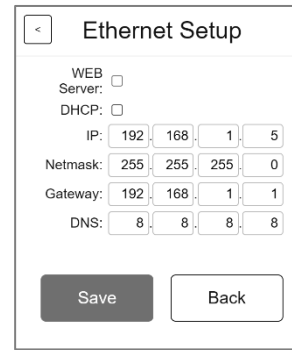 < Ethernet Setup
WEB
Server:
DHCP:
IP: 192. 168. 1. 5
Netmask: 255. 255. 255. 0
Gateway: 192. 168. 1. 1
DNS: 8. 8. 8. 8
Save Back